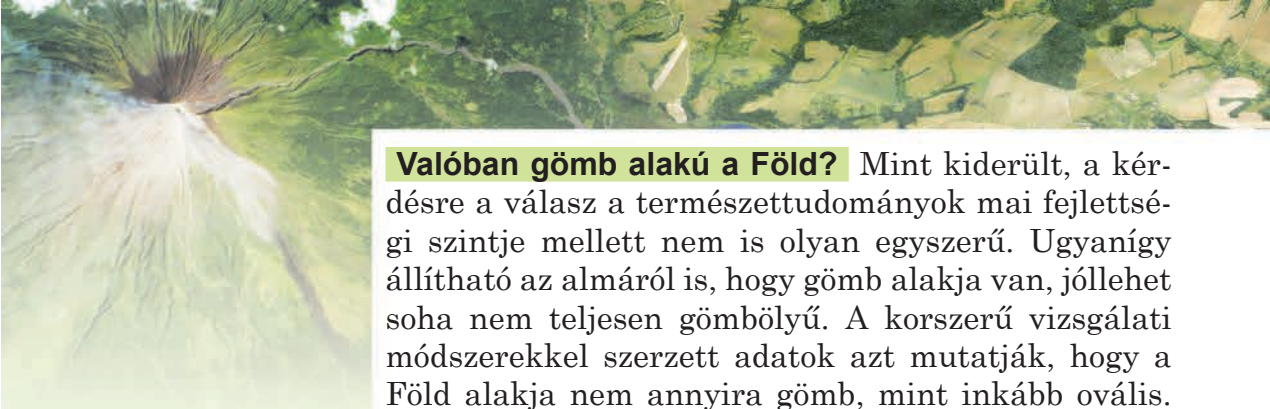 Valóban gömb alakú a Föld? Mint kiderült, a kér-
désre a válasz a természettudományok mai fejlettsé-
gi szintje mellett nem is olyan egyszerű. Ugyanígy
állítható az almáról is, hogy gömb alakja van, jóllehet
soha nem teljesen gömbölyű. A korszerű vizsgálati
módszerekkel szerzett adatok azt mutatják, hogy a
Föld alakja nem annyira gömb, mint inkább ovális.